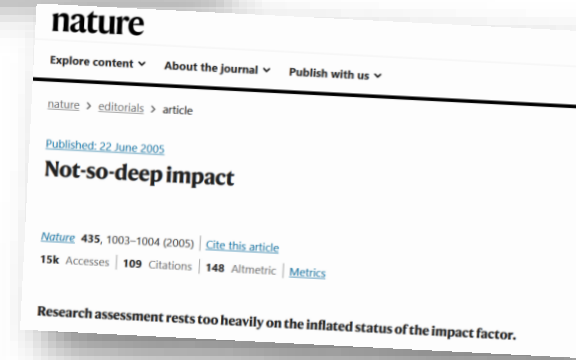 nature
Explore content About the journal Publish with us
nature > editorials > article
Published: 22 June 2005
Not-so-deep impact
Nature 435, 1003–1004 (2005) | Cite this article
15k Accesses | 109 Citations | 148 Altmetric | Metrics
Research assessment rests too heavily on the inflated status of the impact factor.